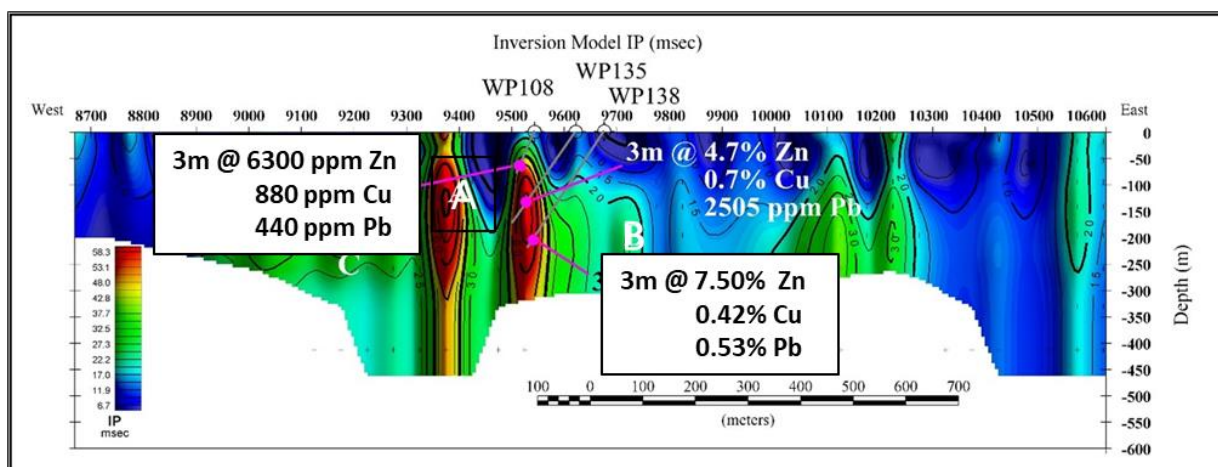 Inversion Model IP (msec)
WP135
WP108
WP138
West
East
8700 8800 8900 9000 9100 9200 9300 9400 9500 9600 9700 9800 9900 10000 10100 10200 10300 10400 10500 10600
3m @ 6300 ppm Zn
880 ppm Cu
440 ppm Pb
3m @ 4.7% Zn
0.7% Cu
2505 ppm Pb
A
B
C
3
3m @ 7.50% Zn
0.42% Cu
0.53% Pb
0
-50
-100
-150
-200
-250
-300
-350
-400
-450
-500
-550
-600
Depth (m)
58.3
53.1
48.0
42.8
37.7
32.5
27.3
22.2
17.0
11.9
6.7
IP
msec
100 0 100 200 300 400 500 600 700
(meters)